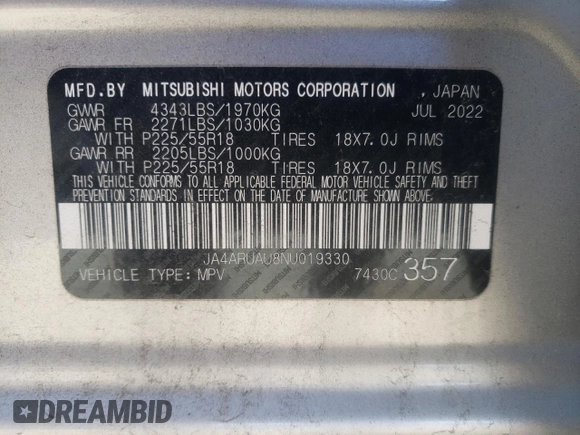 MFD.BY MITSUBISHI MOTORS CORPORATION , JAPAN
GVWR 4343LBS/1970KG JUL 2022
GAWR FR 2271LBS/1030KG
WITH P225/55R18 TIRES 18X7.0J RIMS
GAWR RR 2205LBS/1000KG
WITH P225/55R18 TIRES 18X7.0J RIMS
THIS VEHICLE CONFORMS TO ALL APPLICABLE FEDERAL MOTOR VEHICLE SAFETY AND THEFT
PREVENTION STANDARDS IN EFFECT ON THE DATE OF MANUFACTURE SHOWN ABOVE.
JA4ARUAU8NU019330
VEHICLE TYPE: MPV 7430C 357
DREAMBID